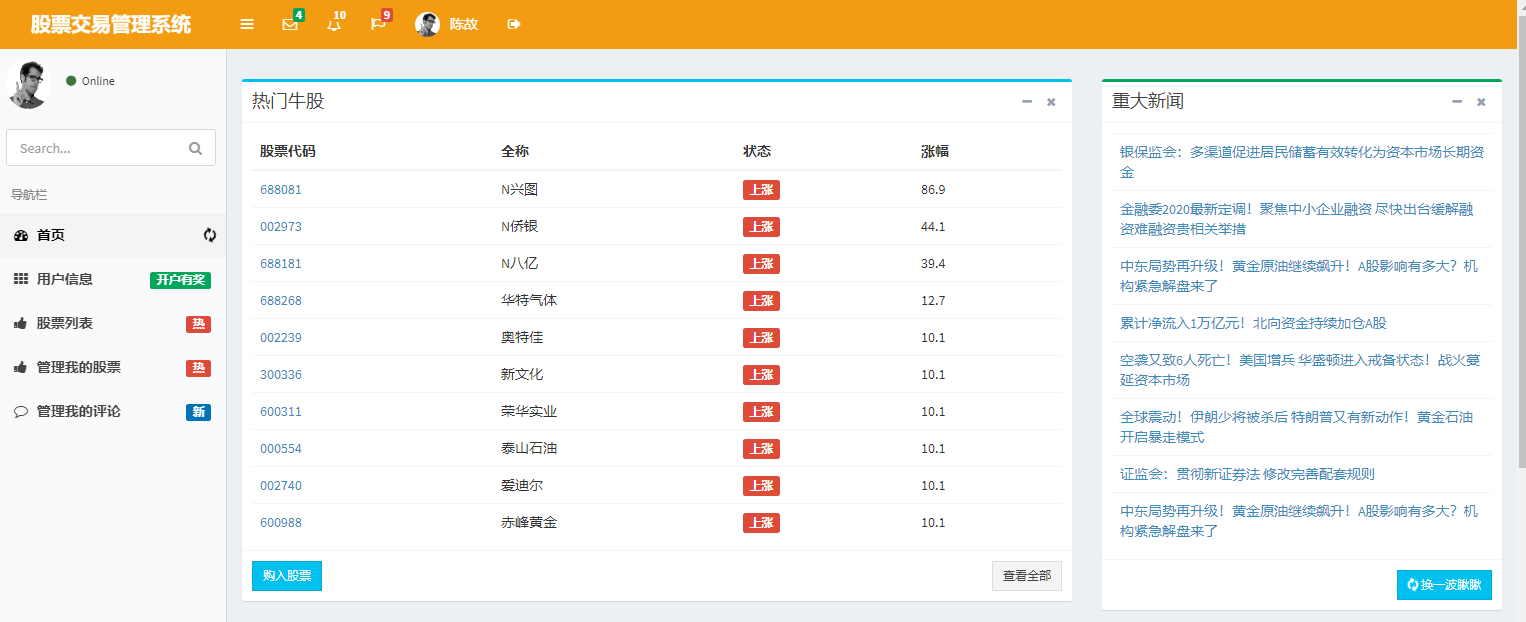 股票交易管理系统
4
10
9
陈故
Online
Search...
导航栏
首页
用户信息 开户有奖
股票列表 热
管理我的股票 热
管理我的评论 新
热门牛股
股票代码 全称 状态 涨幅
688081 N兴图 上涨 86.9
002973 N侨银 上涨 44.1
688181 N八亿 上涨 39.4
688268 华特气体 上涨 12.7
002239 奥特佳 上涨 10.1
300336 新文化 上涨 10.1
600311 荣华实业 上涨 10.1
000554 泰山石油 上涨 10.1
002740 爱迪尔 上涨 10.1
600988 赤峰黄金 上涨 10.1
购入股票 查看全部
重大新闻
银保监会：多渠道促进居民储蓄有效转化为资本市场长期资
金
金融委2020最新定调！聚焦中小企业融资 尽快出台缓解融
资难融资贵相关举措
中东局势再升级！黄金原油继续飙升！A股影响有多大？机
构紧急解盘来了
累计净流入1万亿元！北向资金持续加仓A股
空袭又致6人死亡！美国增兵 华盛顿进入戒备状态！战火蔓
延资本市场
全球震动！伊朗少将被杀后 特朗普又有新动作！黄金石油
开启暴走模式
证监会：贯彻新证券法 修改完善配套规则
中东局势再升级！黄金原油继续飙升！A股影响有多大？机
构紧急解盘来了
换一波瞅瞅